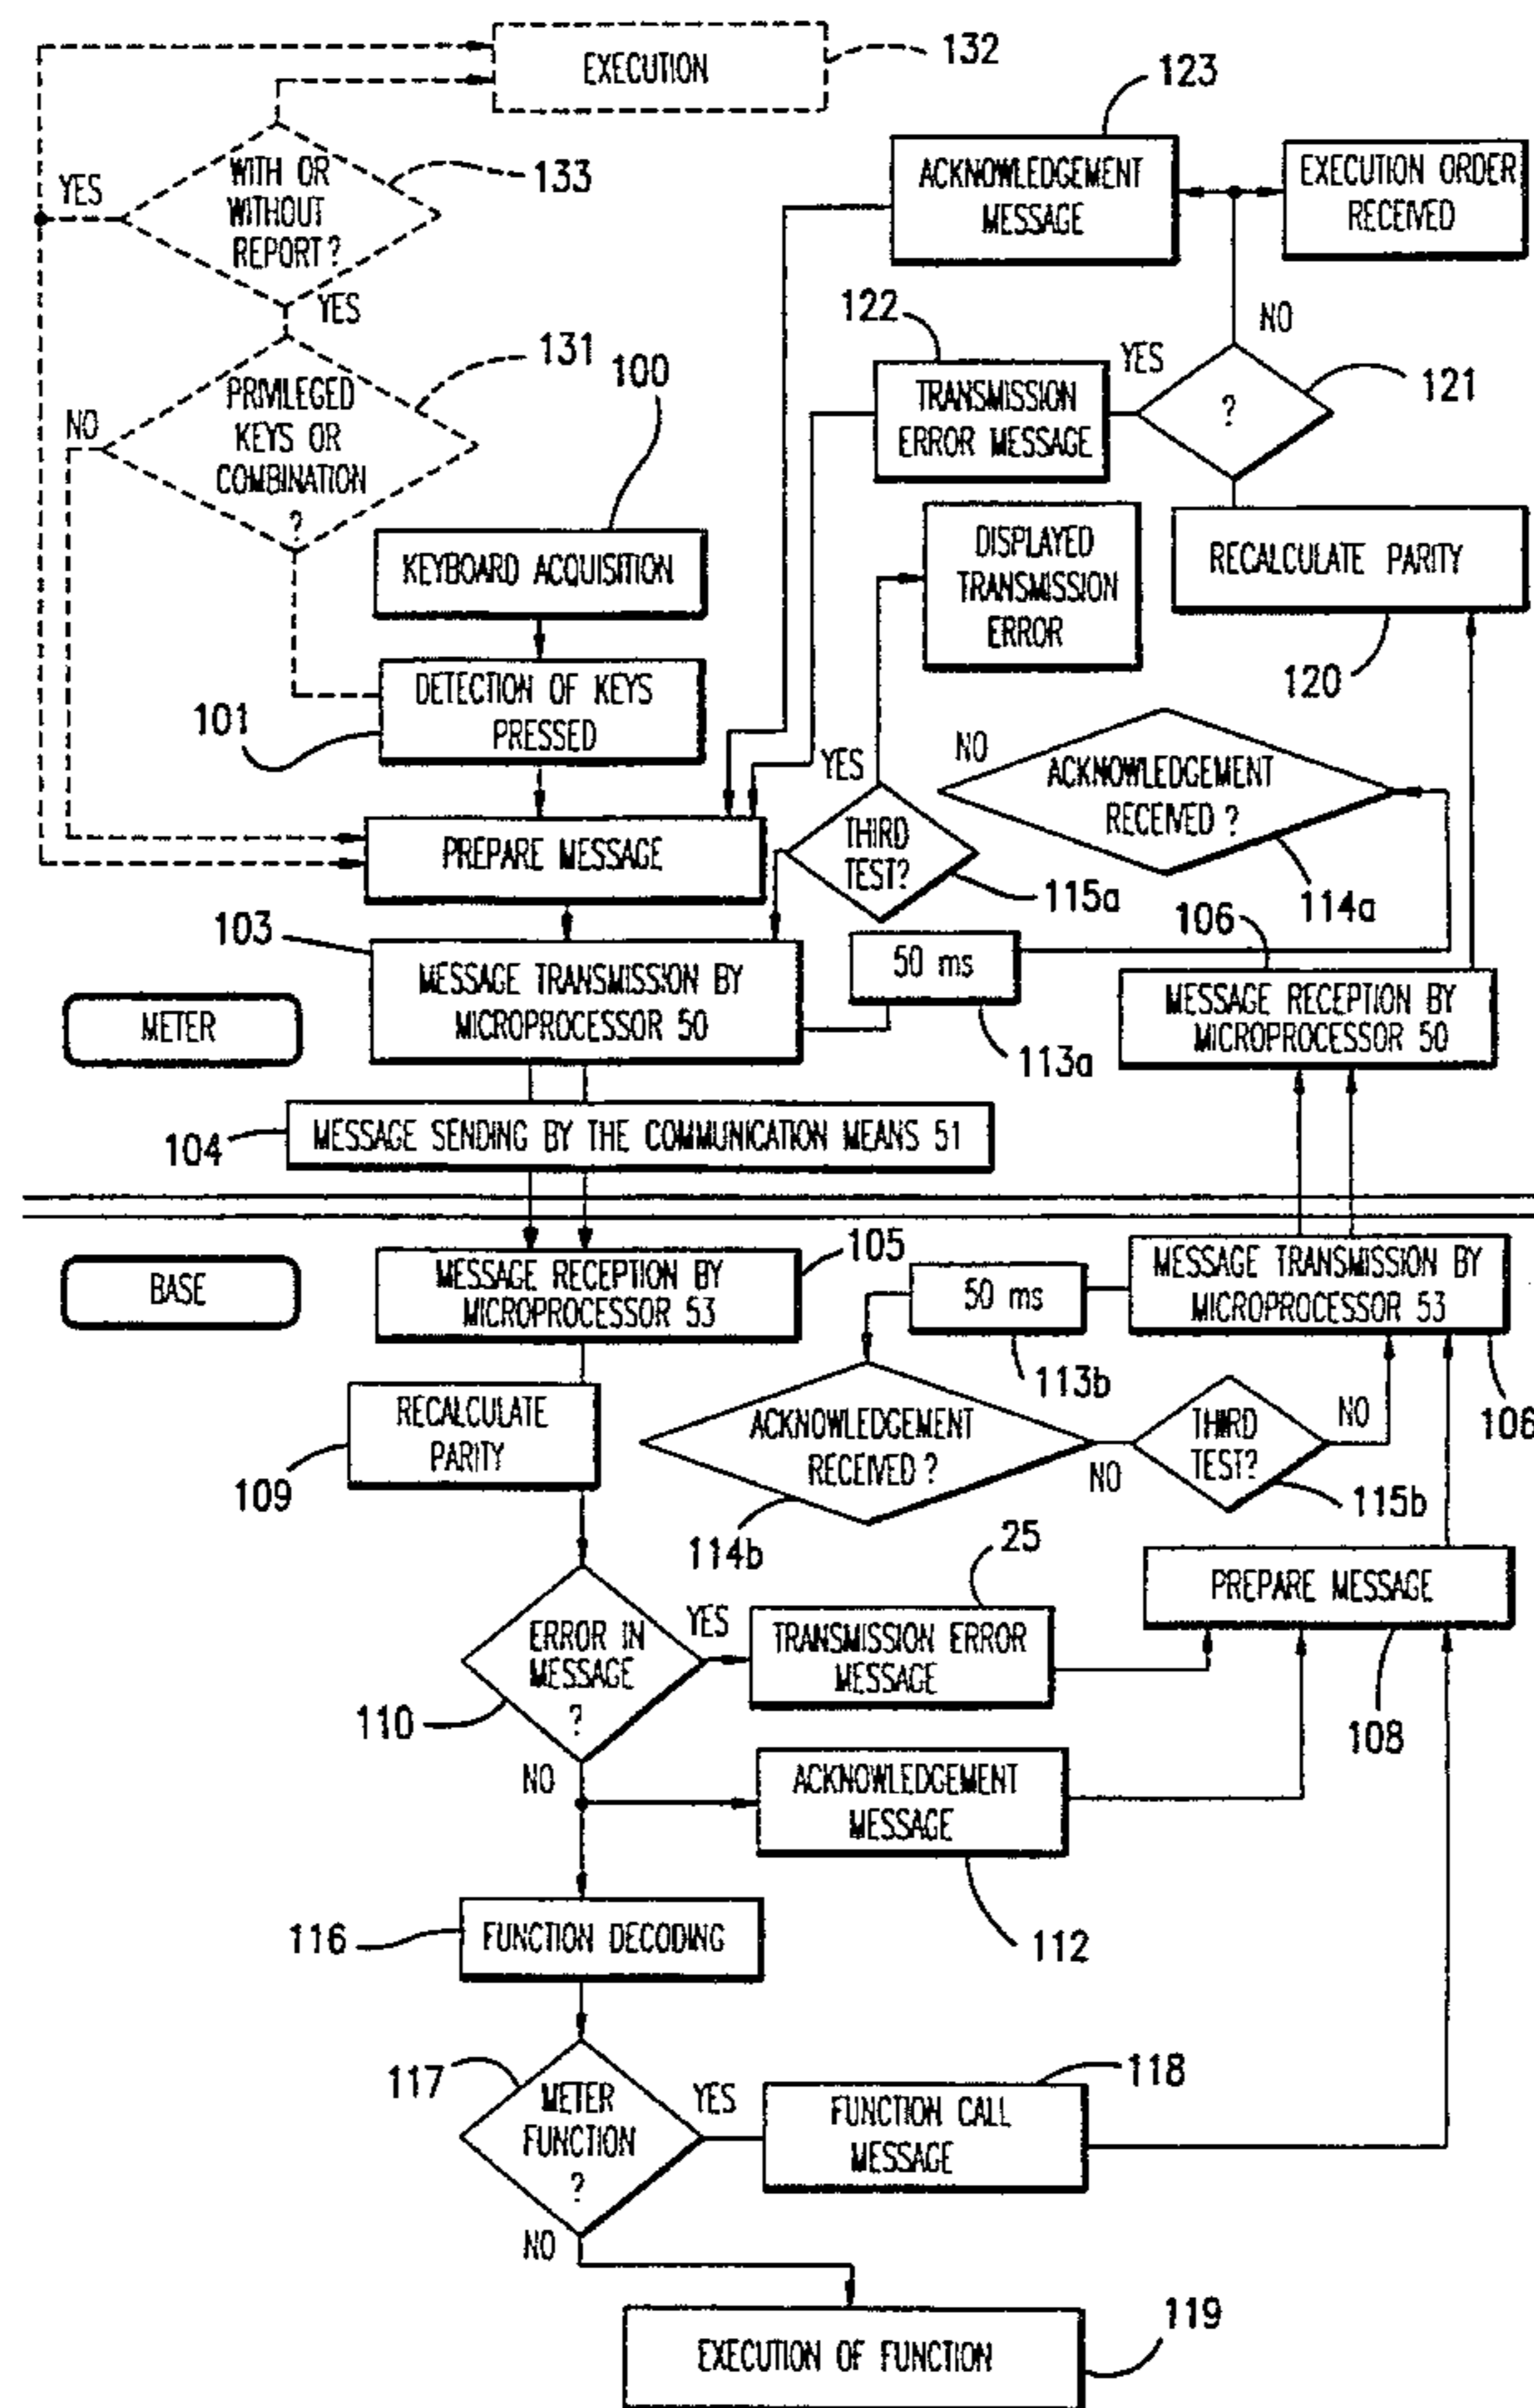 EXECUTION
132
123
WITH OR
WITHOUT
REPORT?
133
YES
YES
ACKNOWLEDGEMENT
MESSAGE
EXECUTION ORDER
RECEIVED
122
NO
YES
131
100
PRIVILEGED
KEYS OR
COMBINATION
?
NO
TRANSMISSION
ERROR MESSAGE
?
121
KEYBOARD ACQUISITION
DISPLAYED
TRANSMISSION
ERROR
RECALCULATE PARITY
120
DETECTION OF KEYS
PRESSED
101
YES
NO
ACKNOWLEDGEMENT
RECEIVED ?
114a
PREPARE MESSAGE
THIRD
TEST?
115a
106
103
MESSAGE TRANSMISSION BY
MICROPROCESSOR 50
50 ms
113a
MESSAGE RECEPTION BY
MICROPROCESSOR 50
METER
104
MESSAGE SENDING BY THE COMMUNICATION MEANS 51
BASE
MESSAGE RECEPTION BY
MICROPROCESSOR 53
105
50 ms
113b
MESSAGE TRANSMISSION BY
MICROPROCESSOR 53
106
RECALCULATE
PARITY
109
ACKNOWLEDGEMENT
RECEIVED ?
114b
NO
THIRD
TEST?
NO
115b
25
PREPARE MESSAGE
108
ERROR IN
MESSAGE
?
110
YES
TRANSMISSION ERROR
MESSAGE
NO
ACKNOWLEDGEMENT
MESSAGE
112
116
FUNCTION DECODING
117
METER
FUNCTION
?
YES
118
FUNCTION CALL
MESSAGE
NO
EXECUTION OF FUNCTION
119